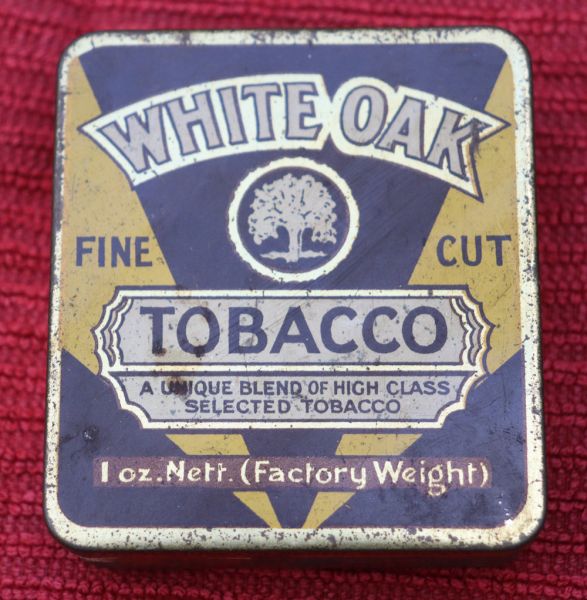 WHITE OAK
FINE CUT
TOBACCO
A UNIQUE BLEND OF HIGH CLASS
SELECTED TOBACCO
1 oz. Nett. (Factory Weight)